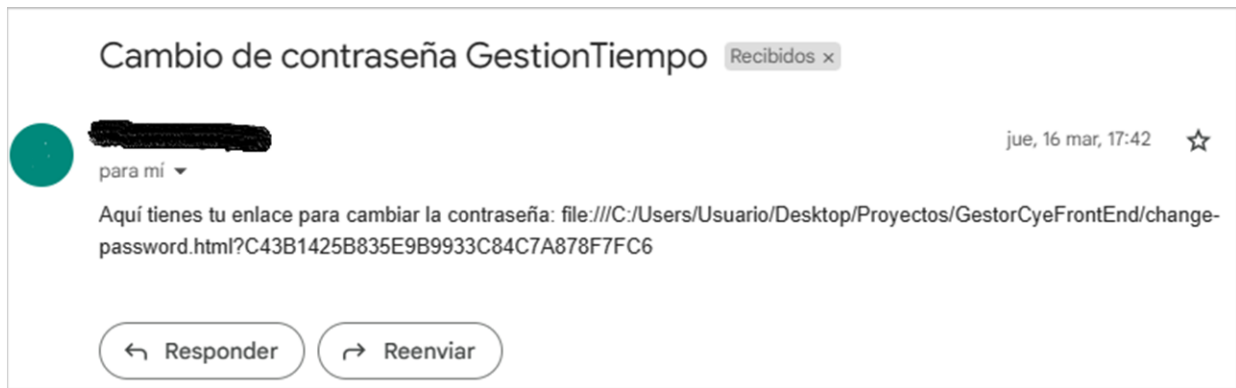 Cambio de contraseña GestionTiempo Recibidos ×
jue, 16 mar, 17:42
para mí
Aquí tienes tu enlace para cambiar la contraseña: file:///C:/Users/Usuario/Desktop/Proyectos/GestorCyeFrontEnd/change-
password.html?C43B1425B835E9B9933C84C7A878F7FC6
Responder Reenviar